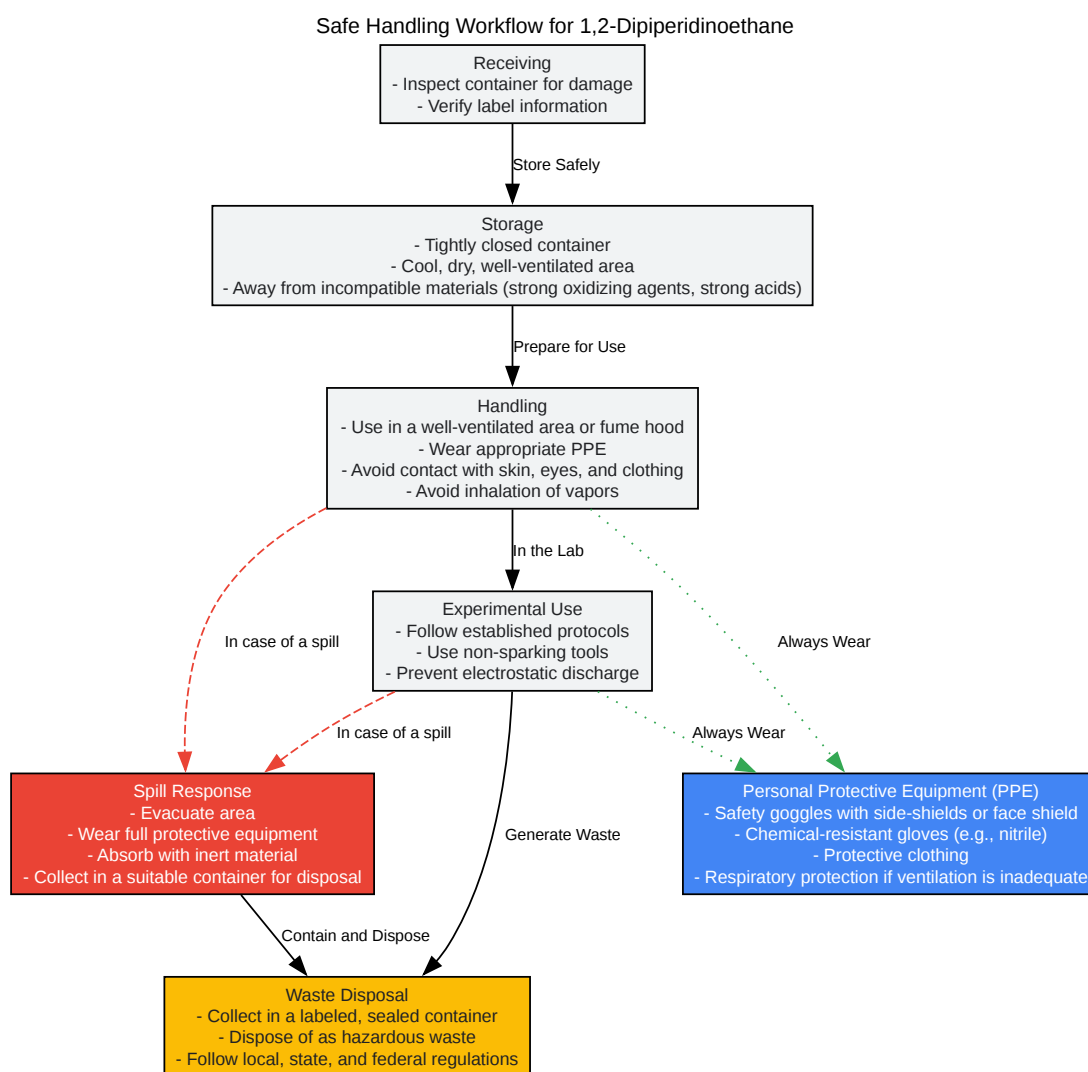 Safe Handling Workflow for 1,2-Dipiperidinoethane
Receiving
- Inspect container for damage
- Verify label information
Store Safely
Storage
- Tightly closed container
- Cool, dry, well-ventilated area
- Away from incompatible materials (strong oxidizing agents, strong acids)
Prepare for Use
Handling
- Use in a well-ventilated area or fume hood
- Wear appropriate PPE
- Avoid contact with skin, eyes, and clothing
- Avoid inhalation of vapors
In the Lab
Experimental Use
- Follow established protocols
- Use non-sparking tools
- Prevent electrostatic discharge
In case of a spill
Always Wear
In case of a spill
Always Wear
Spill Response
- Evacuate area
- Wear full protective equipment
- Absorb with inert material
- Collect in a suitable container for disposal
Generate Waste
Personal Protective Equipment (PPE)
- Safety goggles with side-shields or face shield
- Chemical-resistant gloves (e.g., nitrile)
- Protective clothing
- Respiratory protection if ventilation is inadequate
Contain and Dispose
Waste Disposal
- Collect in a labeled, sealed container
- Dispose of as hazardous waste
- Follow local, state, and federal regulations